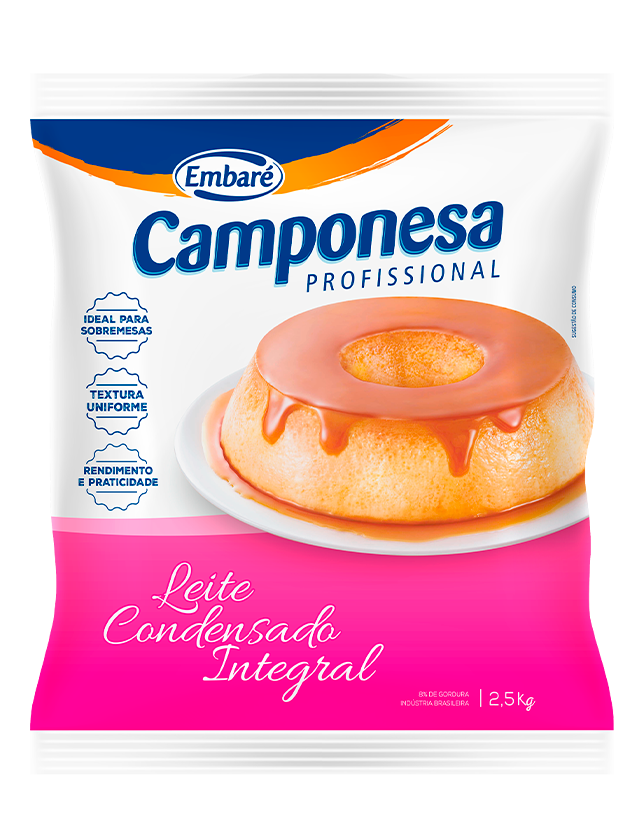 Embaré
Camponesa
PROFISSIONAL
SUGESTÃO DE CONSUMO
IDEAL PARA
SOBREMESAS
TEXTURA
UNIFORME
RENDIMENTO
E PRATICIDADE
Leite
Condensado
Integral
8% DE GORDURA
INDÚSTRIA BRASILEIRA
2,5Kg